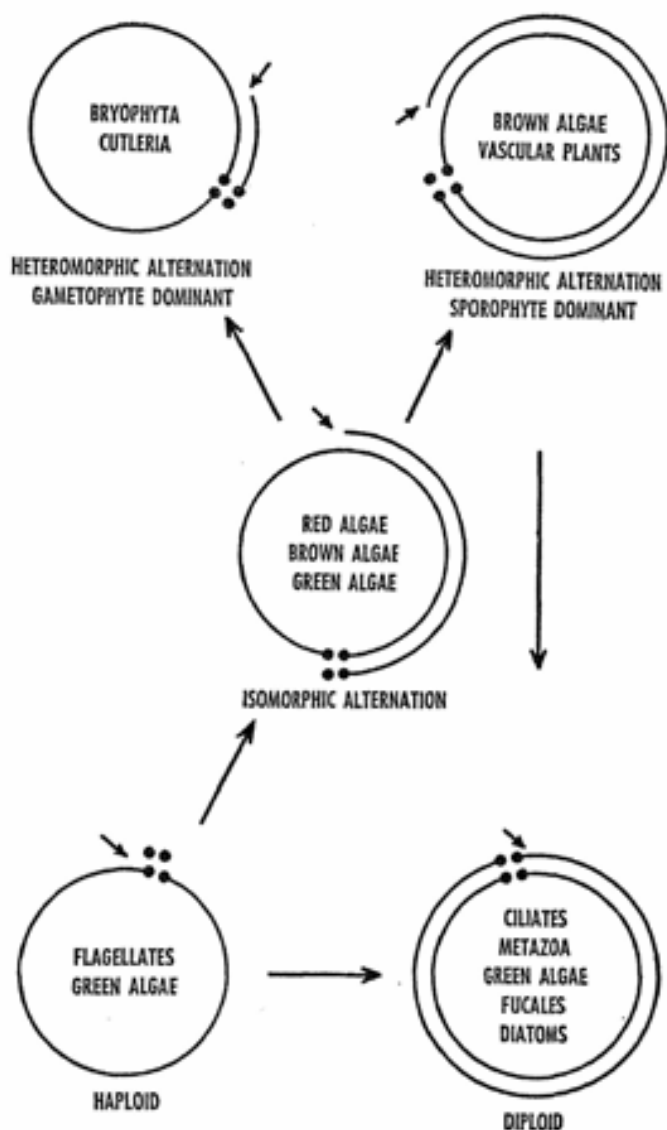 BRYOPHYTA
CUTLERIA
HETEROMORPHIC ALTERNATION
GAMETOPHYTE DOMINANT
BROWN ALGAE
VASCULAR PLANTS
HETEROMORPHIC ALTERNATION
SPOROPHYTE DOMINANT
RED ALGAE
BROWN ALGAE
GREEN ALGAE
ISOMORPHIC ALTERNATION
FLAGELLATES
GREEN ALGAE
HAPLOID
CILIATES
METAZOA
GREEN ALGAE
FUCALES
DIATOMS
DIPLOID